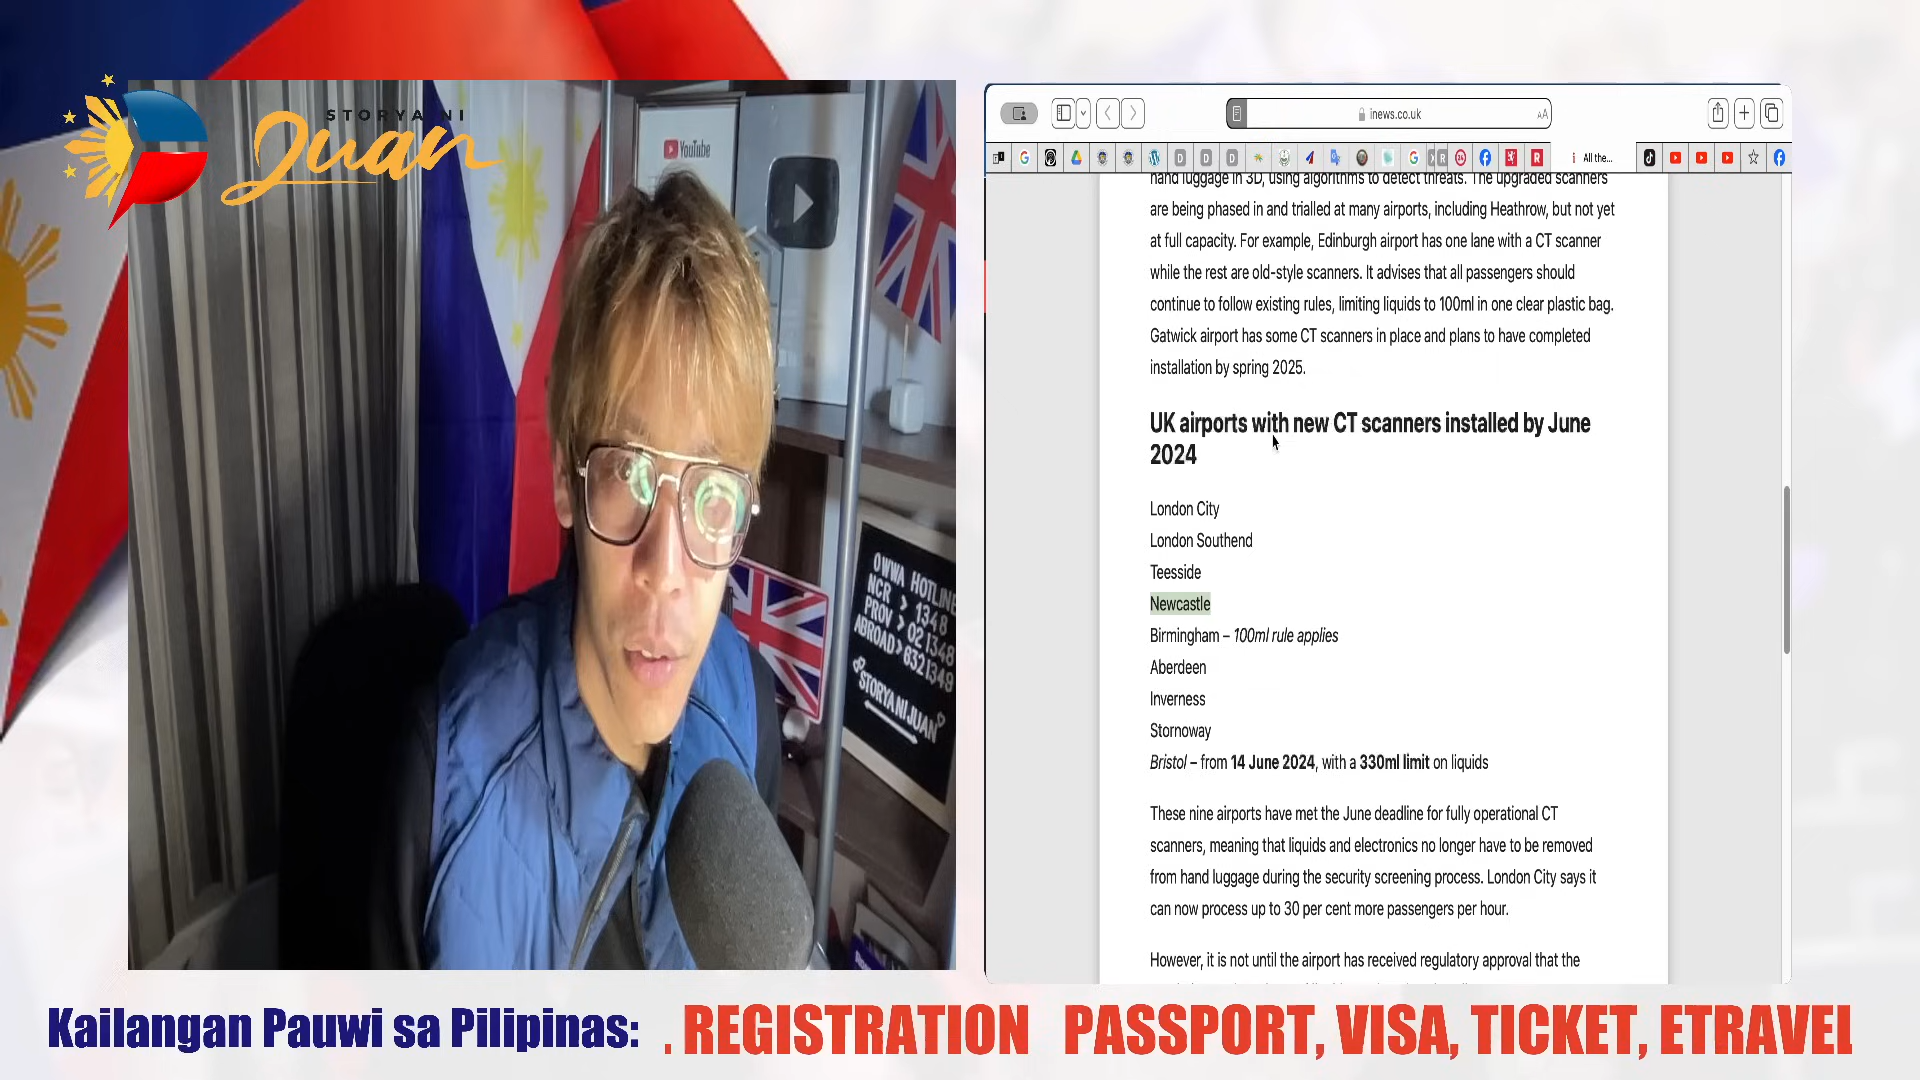 STORYA NI
Juan
YouTube
OWWA HOTLINE
NCR > 1348
PROV > 02 1348
ABROAD > 6321348
STORYANIJUAN
inews.co.uk
AA
All the...
hand luggage in 3D, using algorithms to detect threats. The upgraded scanners
are being phased in and trialled at many airports, including Heathrow, but not yet
at full capacity. For example, Edinburgh airport has one lane with a CT scanner
while the rest are old-style scanners. It advises that all passengers should
continue to follow existing rules, limiting liquids to 100ml in one clear plastic bag.
Gatwick airport has some CT scanners in place and plans to have completed
installation by spring 2025.
UK airports with new CT scanners installed by June
2024
London City
London Southend
Teesside
Newcastle
Birmingham – 100ml rule applies
Aberdeen
Inverness
Stornoway
Bristol – from 14 June 2024, with a 330ml limit on liquids
These nine airports have met the June deadline for fully operational CT
scanners, meaning that liquids and electronics no longer have to be removed
from hand luggage during the security screening process. London City says it
can now process up to 30 per cent more passengers per hour.
However, it is not until the airport has received regulatory approval that the
Kailangan Pauwi sa Pilipinas: . REGISTRATION PASSPORT, VISA, TICKET, ETRAVEL